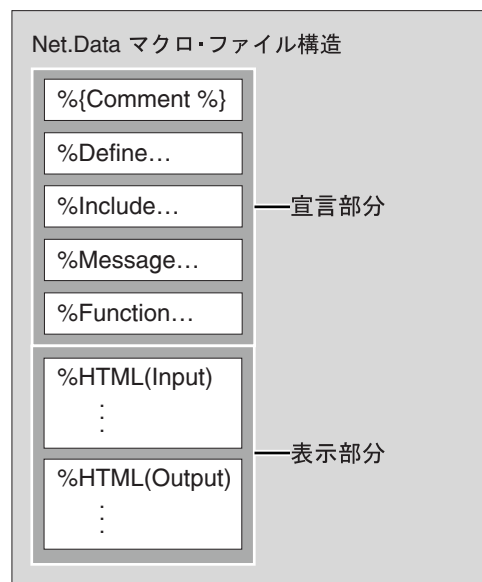 Net.Data マクロ・ファイル構造
%{Comment %}
%Define…
%Include…
宣言部分
%Message…
%Function…
%HTML(Input)
⋮
表示部分
%HTML(Output)
⋮